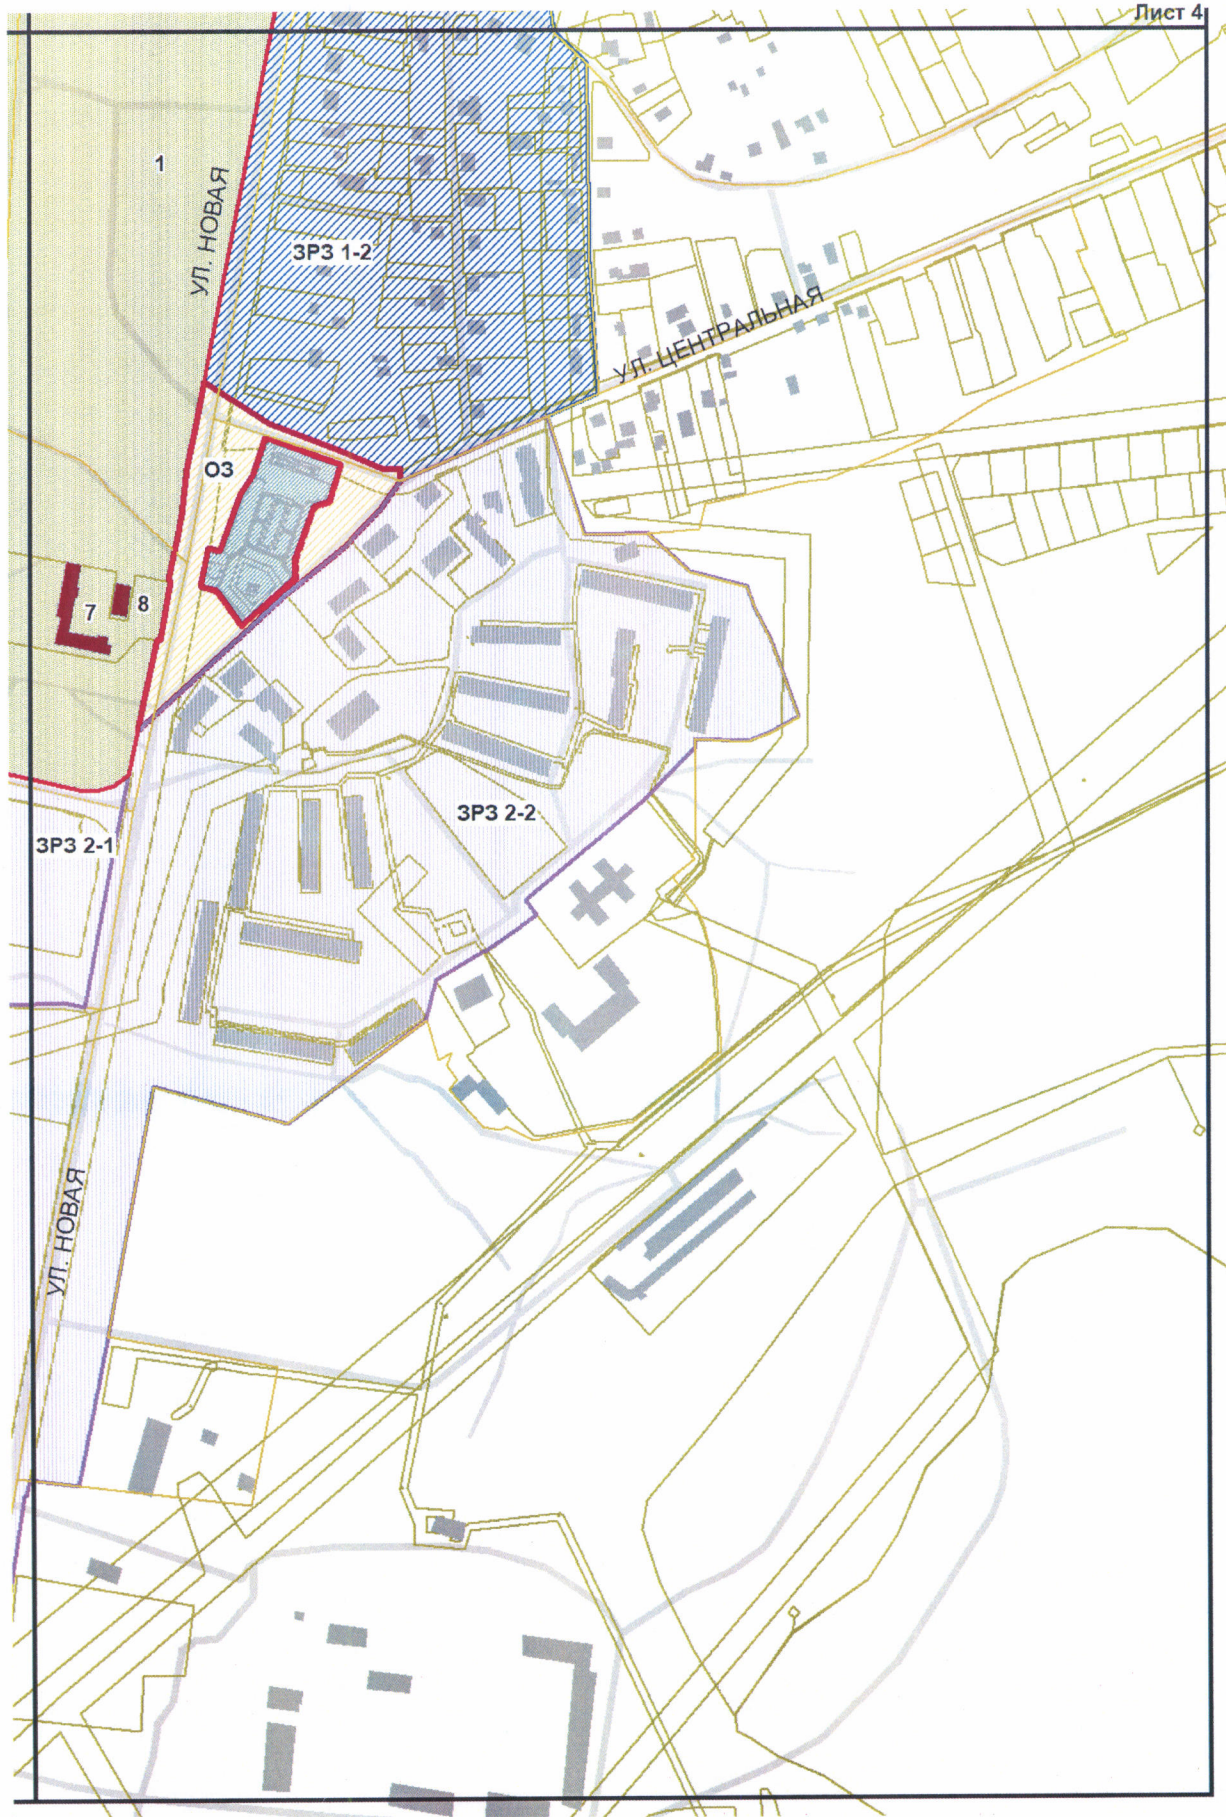 Лист 4
1
УЛ. НОВАЯ
ЗРЗ 1-2
УЛ. ЦЕНТРАЛЬНАЯ
ОЗ
7
8
ЗРЗ 2-2
ЗРЗ 2-1
УЛ. НОВАЯ